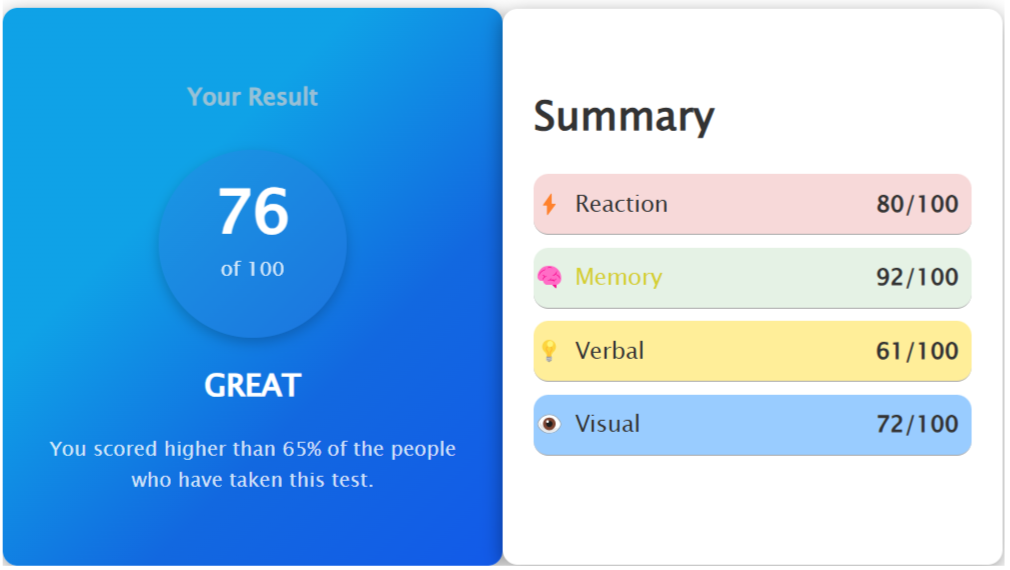 Your Result
76
of 100
GREAT
You scored higher than 65% of the people
who have taken this test.
Summary
Reaction 80/100
Memory 92/100
Verbal 61/100
Visual 72/100